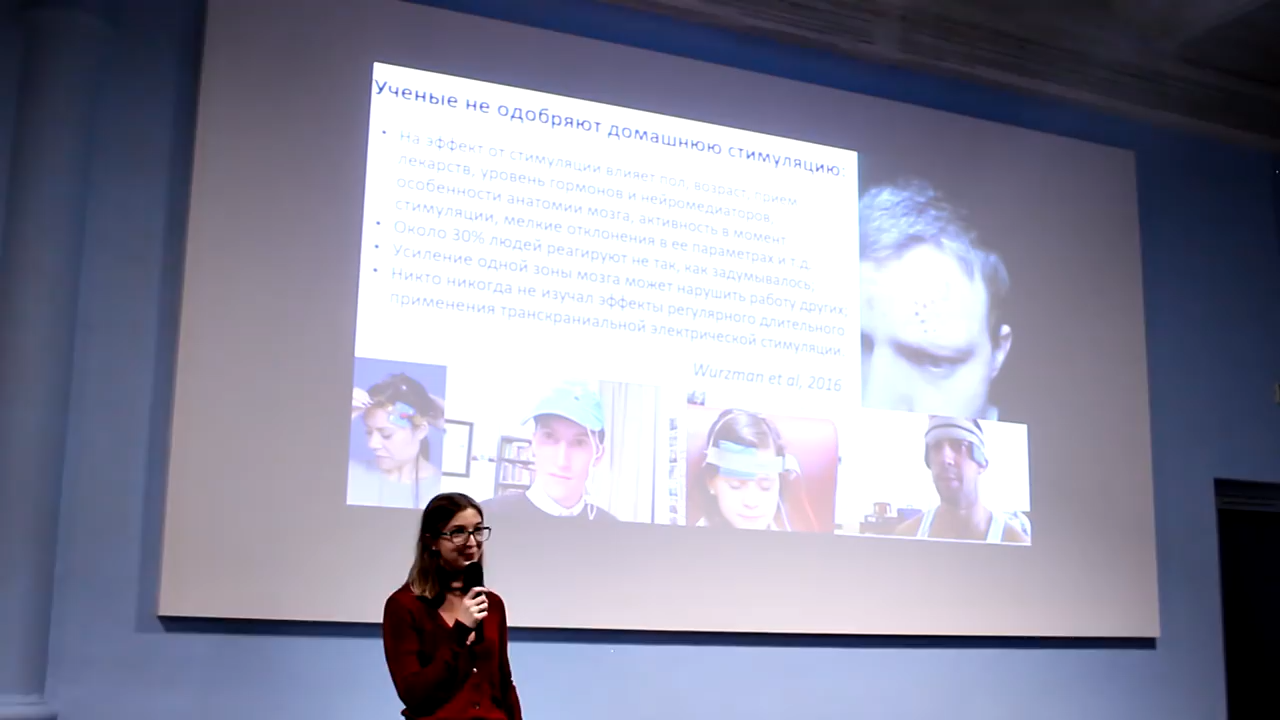 Ученые не одобряют домашнюю стимуляцию:
• На эффект от стимуляции влияет пол, возраст, прием
лекарств, уровень гормонов и нейромедиаторов,
особенности анатомии мозга, активность в момент
стимуляции, мелкие отклонения в ее параметрах и т.д.
• Около 30% людей реагируют не так, как задумывалось,
• Усиление одной зоны мозга может нарушить работу других;
• Никто никогда не изучал эффекты регулярного длительного
применения транскраниальной электрической стимуляции
Wurzman et al, 2016